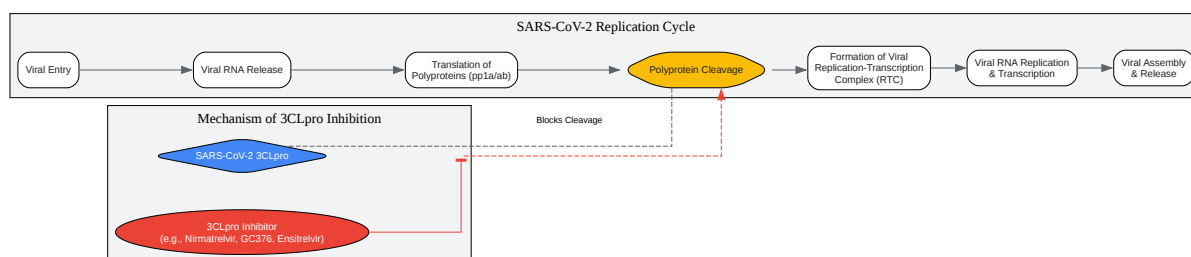 SARS-CoV-2 Replication Cycle
Viral Entry
Viral RNA Release
Translation of
Polyproteins (pp1a/ab)
Polyprotein Cleavage
Formation of Viral
Replication-Transcription
Complex (RTC)
Viral RNA Replication
& Transcription
Viral Assembly
& Release
Mechanism of 3CLpro Inhibition
Blocks Cleavage
SARS-CoV-2 3CLpro
3CLpro Inhibitor
(e.g., Nirmatrelvir, GC376, Ensitrelvir)